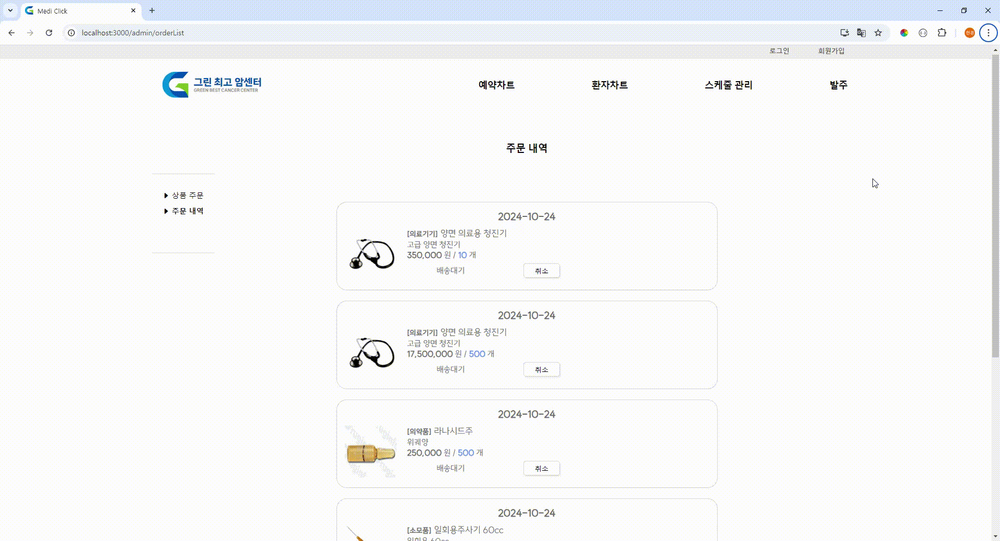 Medi Click
localhost:3000/admin/orderList
현경
로그인 회원가입
그린 최고 암센터
GREEN BEST CANCER CENTER
예약차트 환자차트 스케줄 관리 발주
주문 내역
상품 주문
주문 내역
2024-10-24
[의료기기] 양면 의료용 청진기
고급 양면 청진기
350,000 원 / 10 개
배송대기 취소
2024-10-24
[의료기기] 양면 의료용 청진기
고급 양면 청진기
17,500,000 원 / 500 개
배송대기 취소
2024-10-24
[의약품] 라나시드주
위궤양
250,000 원 / 500 개
배송대기 취소
2024-10-24
[소모품] 일회용주사기 60cc
일회용 60cc